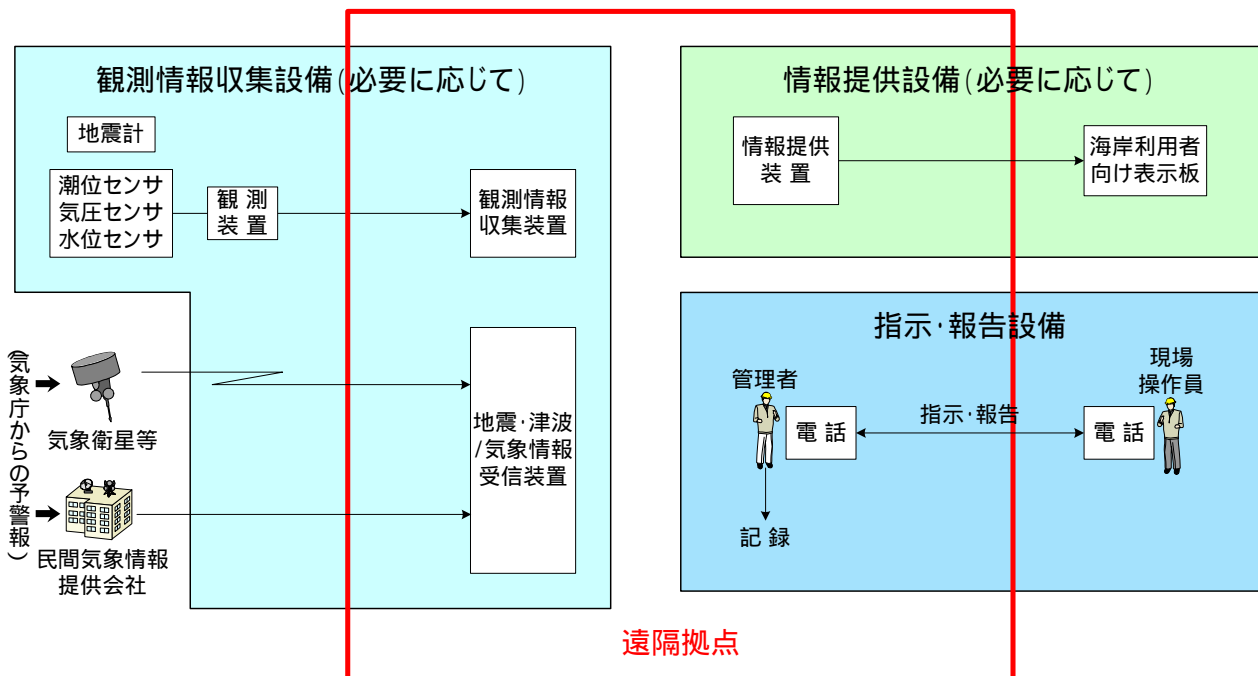 観測情報収集設備(必要に応じて)
地震計
潮位センサ
気圧センサ
水位センサ
観 測
装 置
観測情報
収集装置
(気象庁からの予警報)
気象衛星等
民間気象情報
提供会社
地震・津波
/気象情報
受信装置
情報提供設備(必要に応じて)
情報提供
装 置
海岸利用者
向け表示板
指示・報告設備
管理者
電 話
指示・報告
電 話
現場
操作員
記 録
遠隔拠点